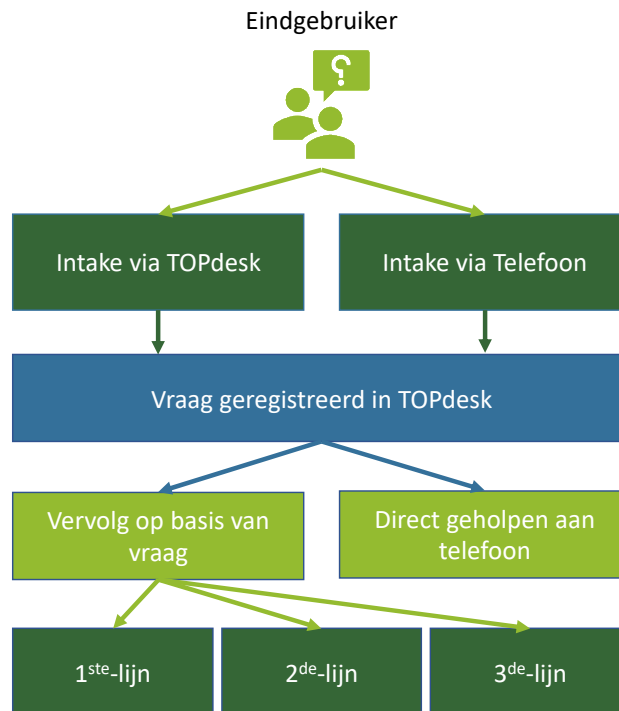 Eindgebruiker
?
Intake via TOPdesk
Intake via Telefoon
Vraag geregistreerd in TOPdesk
Vervolg op basis van
vraag
Direct geholpen aan
telefoon
1ste-lijn
2de-lijn
3de-lijn